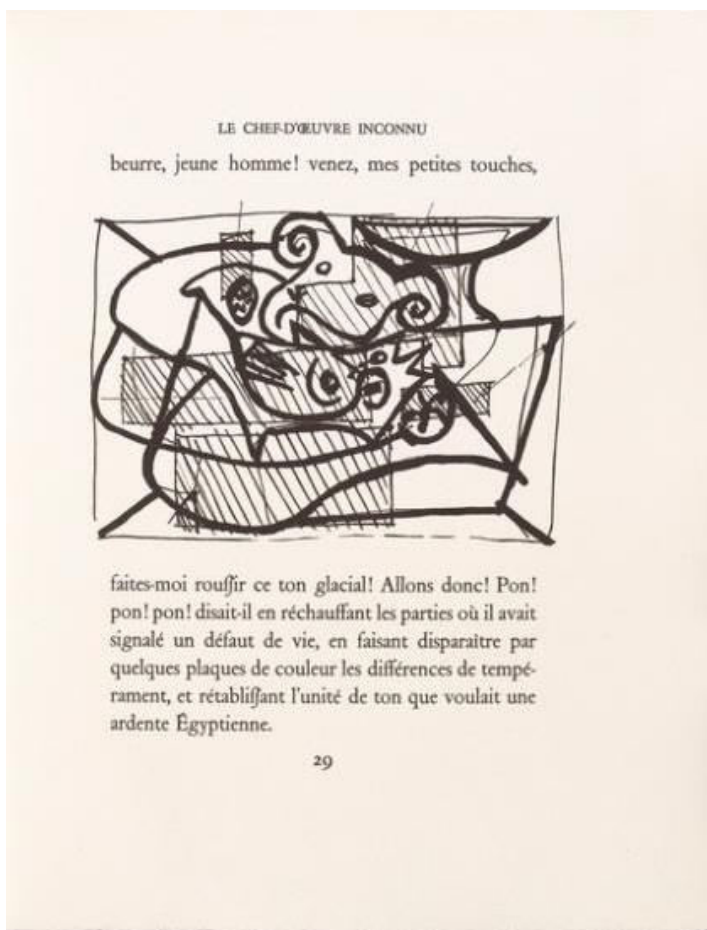 LE CHEF-D'ŒUVRE INCONNU
beurre, jeune homme! venez, mes petites touches,
faites-moi rouſſir ce ton glacial! Allons donc! Pon!
pon! pon! disait-il en réchauffant les parties où il avait
signalé un défaut de vie, en faisant disparaître par
quelques plaques de couleur les différences de tempé-
rament, et rétabliſſant l'unité de ton que voulait une
ardente Égyptienne.
29